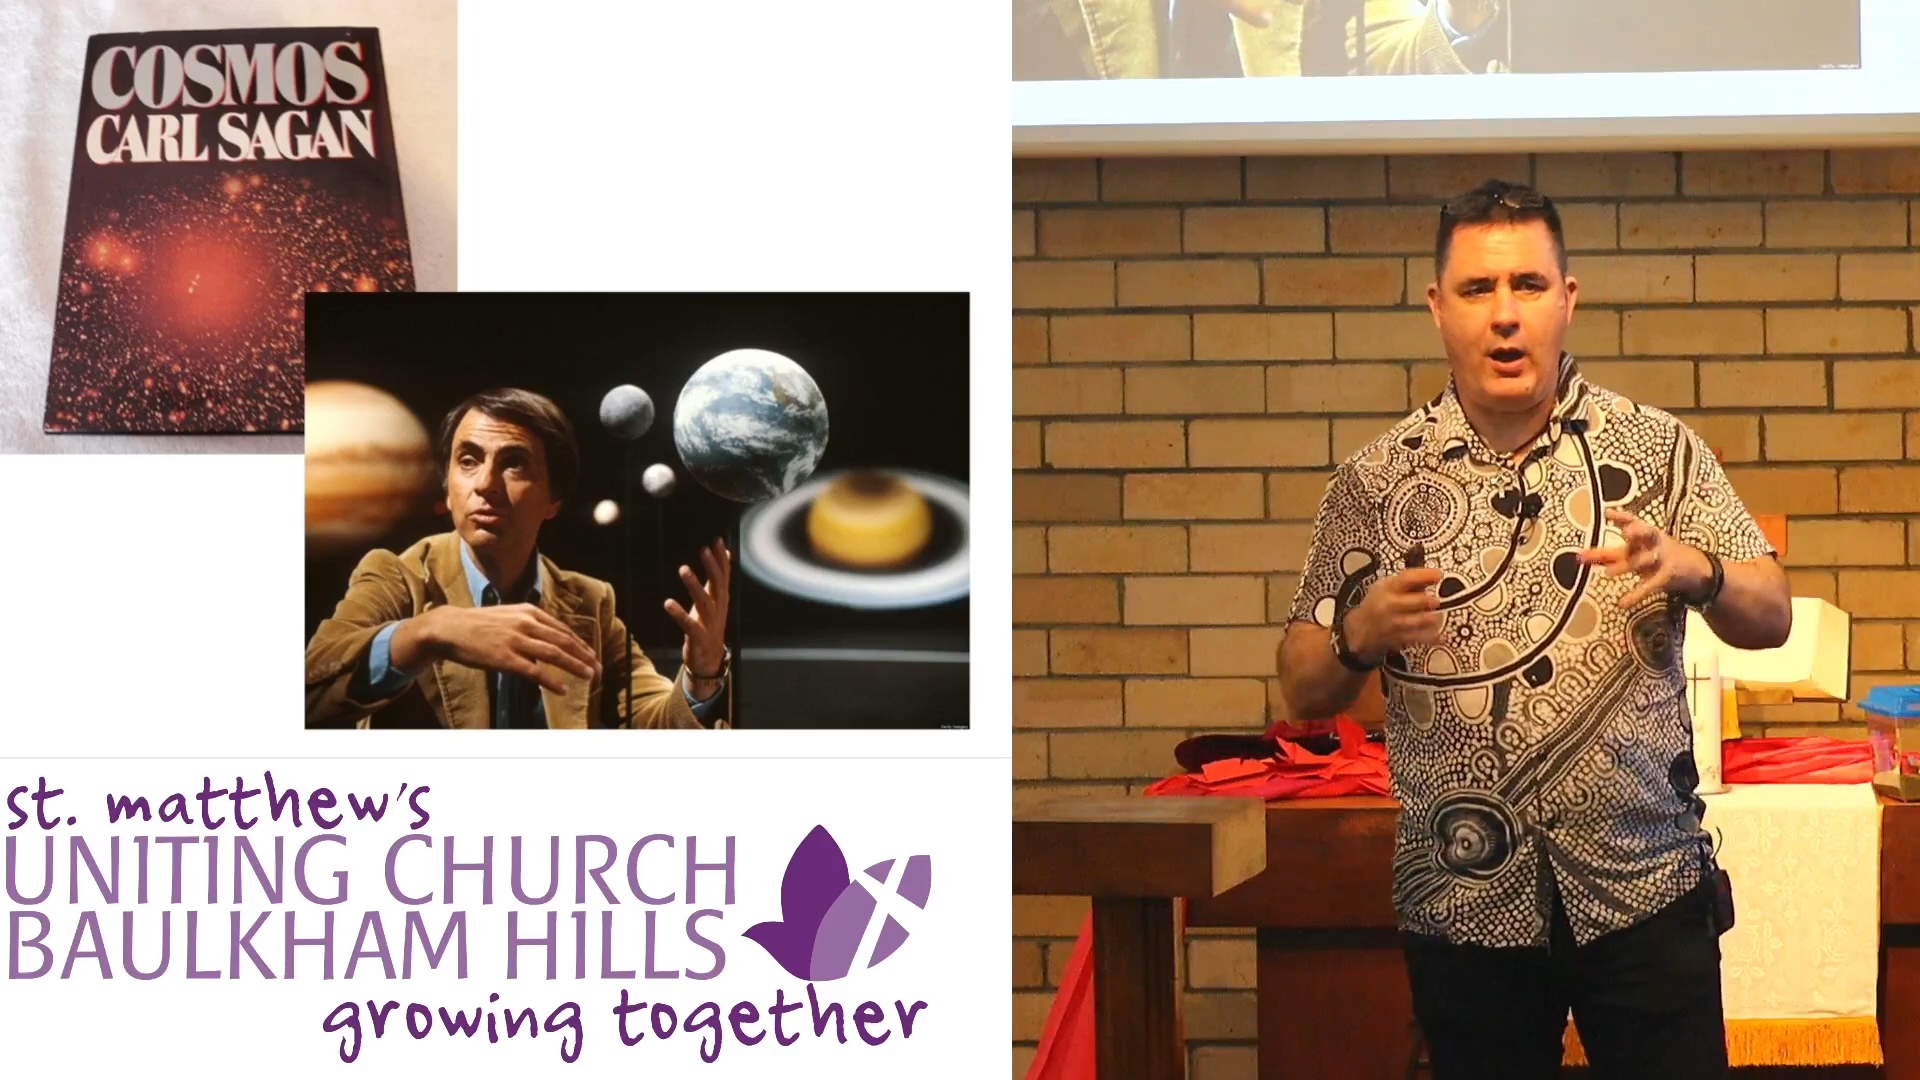 COSMOS
CARL SAGAN
st. matthew's
UNITING CHURCH
BAULKHAM HILLS
growing together